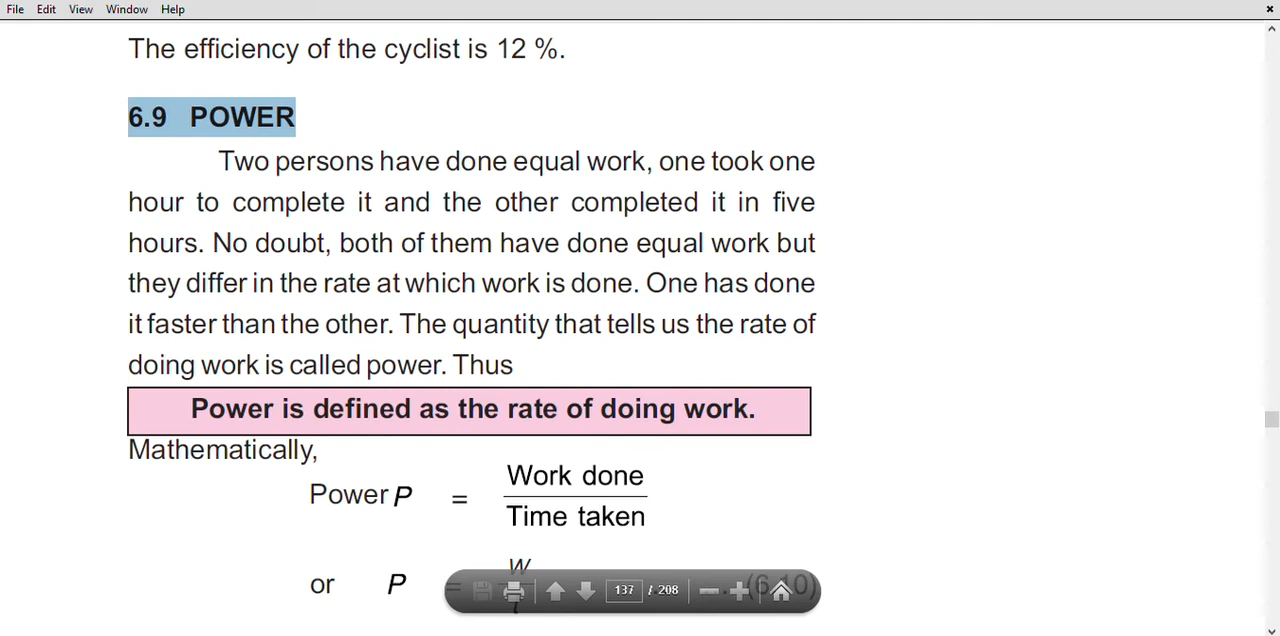 File Edit View Window Help
The efficiency of the cyclist is 12 %.
6.9 POWER
Two persons have done equal work, one took one
hour to complete it and the other completed it in five
hours. No doubt, both of them have done equal work but
they differ in the rate at which work is done. One has done
it faster than the other. The quantity that tells us the rate of
doing work is called power. Thus
Power is defined as the rate of doing work.
Mathematically,
Power P = Work done
Time taken
or P = W
... (6.10)
137 / 208